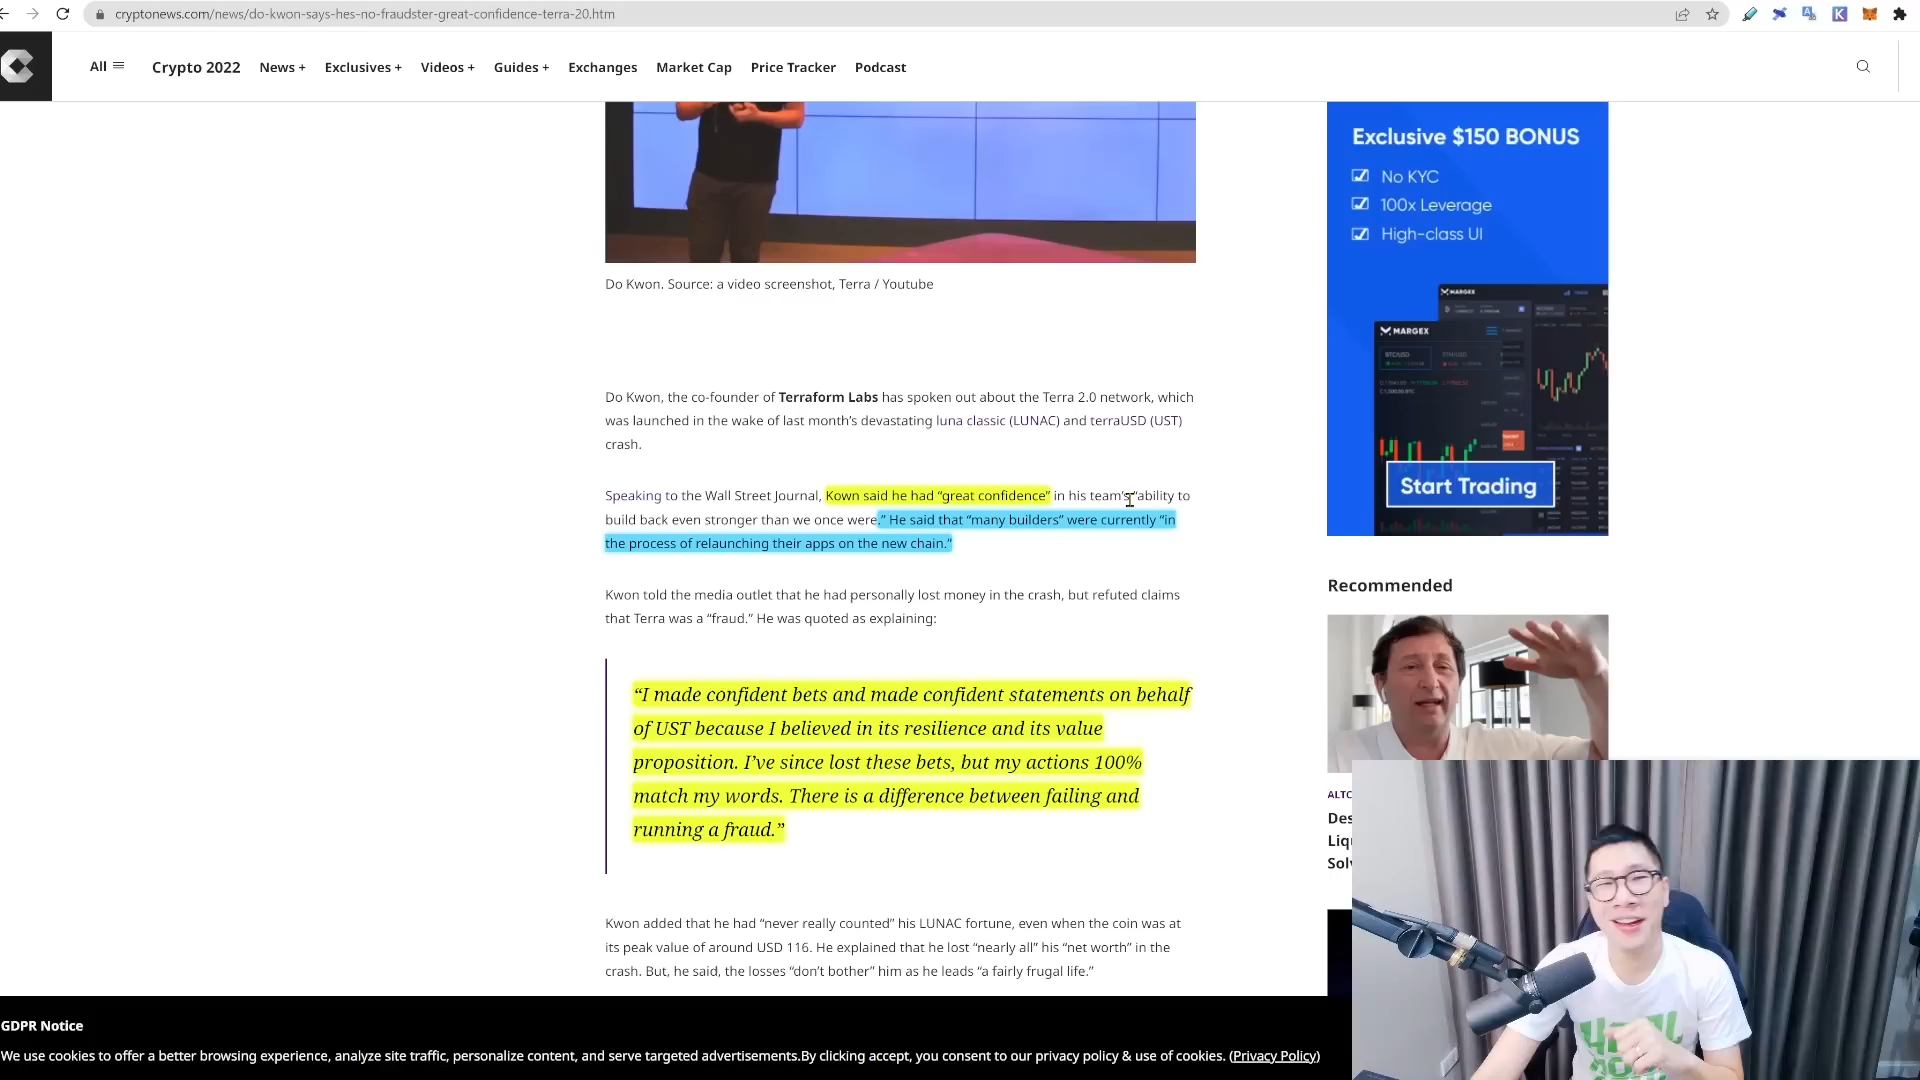 cryptonews.com/news/do-kwon-says-hes-no-fraudster-great-confidence-terra-20.htm
All
Crypto 2022
News +
Exclusives +
Videos +
Guides +
Exchanges
Market Cap
Price Tracker
Podcast
Do Kwon. Source: a video screenshot, Terra / Youtube
Do Kwon, the co-founder of Terraform Labs has spoken out about the Terra 2.0 network, which
was launched in the wake of last month’s devastating luna classic (LUNAC) and terraUSD (UST)
crash.
Speaking to the Wall Street Journal, Kown said he had “great confidence” in his team’s “ability to
build back even stronger than we once were.” He said that “many builders” were currently “in
the process of relaunching their apps on the new chain.”
Kwon told the media outlet that he had personally lost money in the crash, but refuted claims
that Terra was a “fraud.” He was quoted as explaining:
“I made confident bets and made confident statements on behalf
of UST because I believed in its resilience and its value
proposition. I’ve since lost these bets, but my actions 100%
match my words. There is a difference between failing and
running a fraud.”
Kwon added that he had “never really counted” his LUNAC fortune, even when the coin was at
its peak value of around USD 116. He explained that he lost “nearly all” his “net worth” in the
crash. But, he said, the losses “don’t bother” him as he leads “a fairly frugal life.”
Exclusive $150 BONUS
No KYC
100x Leverage
High-class UI
MARGEX
MARGEX
BTC/USD
Start Trading
Recommended
ALTC
Des
Liq
Solv
GDPR Notice
We use cookies to offer a better browsing experience, analyze site traffic, personalize content, and serve targeted advertisements.By clicking accept, you consent to our privacy policy & use of cookies. (Privacy Policy)